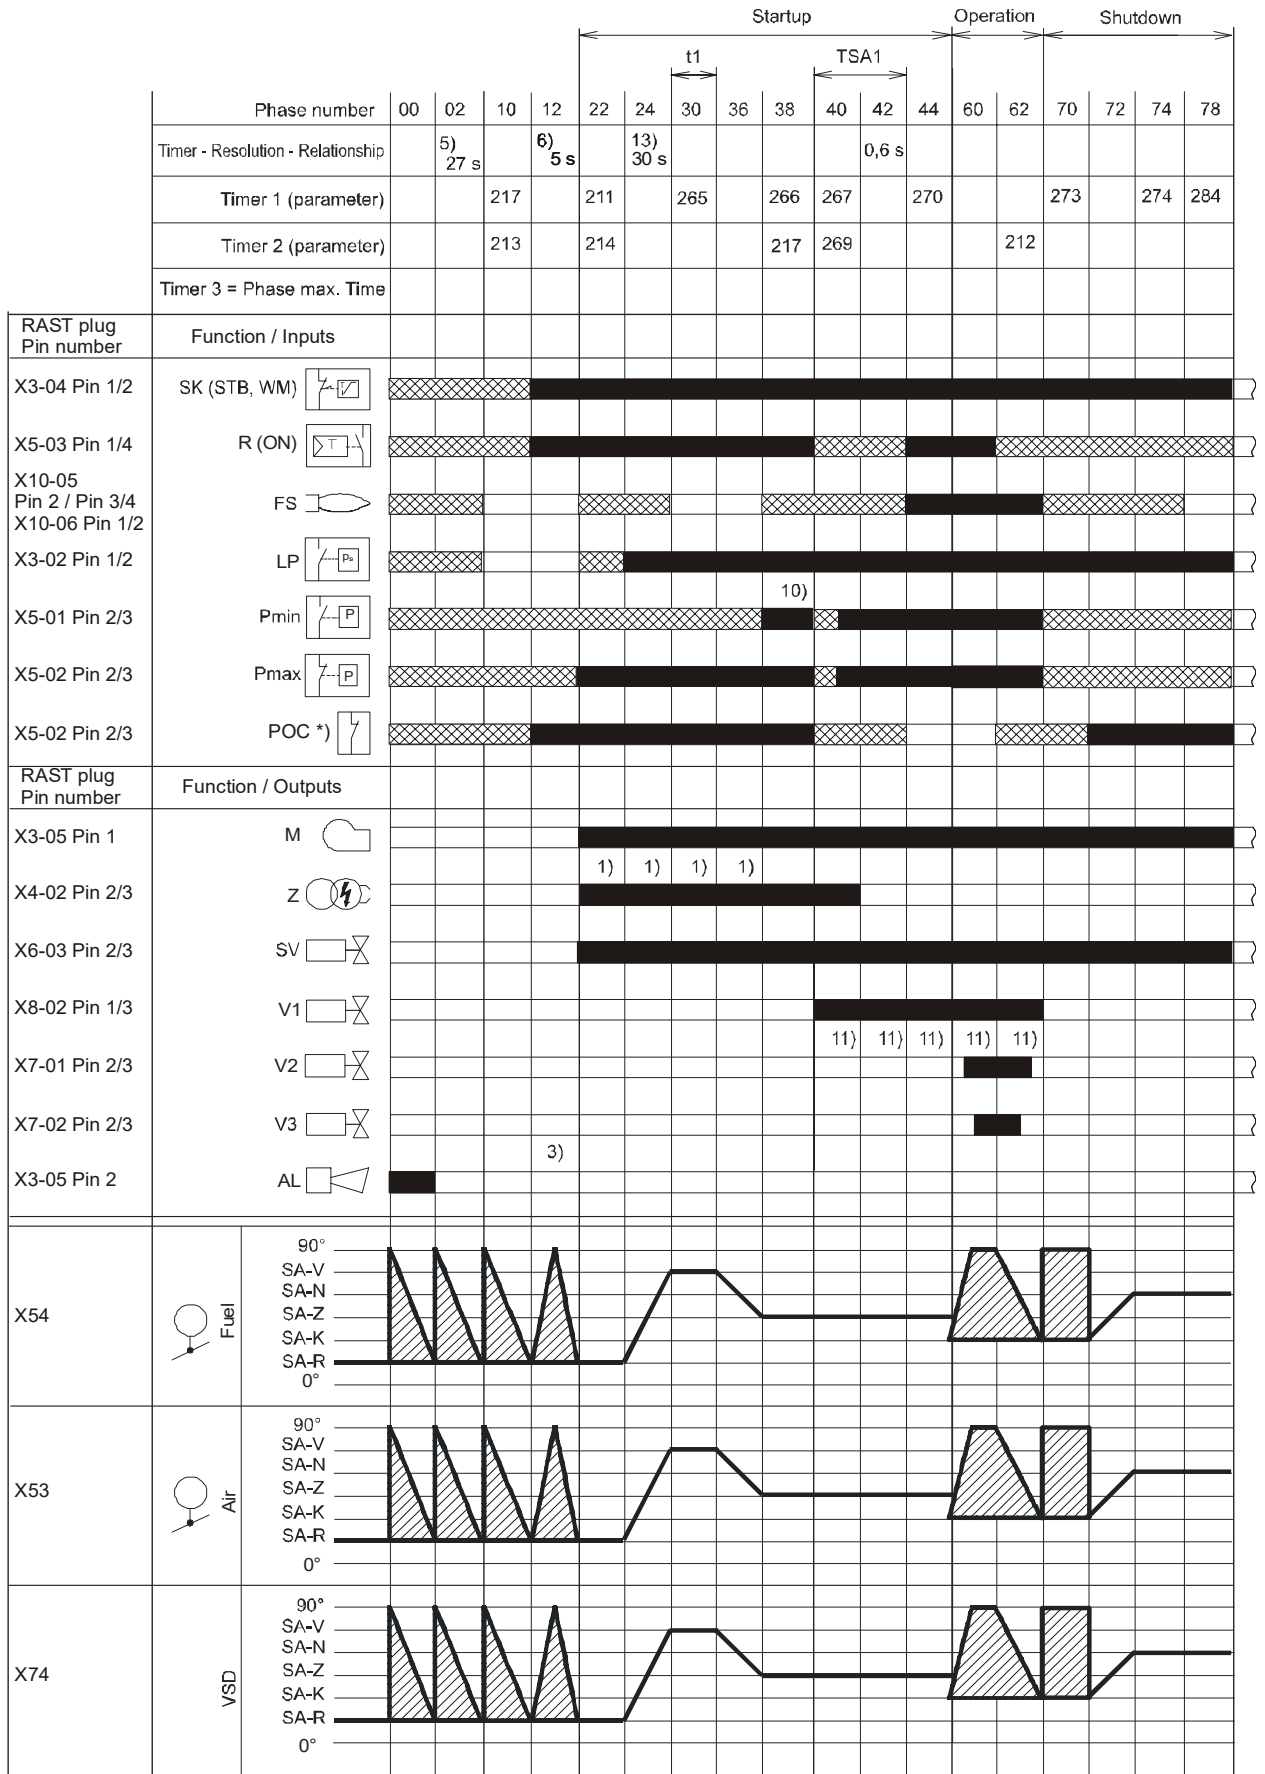 Startup Operation Shutdown
t1 TSA1
Phase number 00 02 10 12 22 24 30 36 38 40 42 44 60 62 70 72 74 78
Timer - Resolution - Relationship 5) 27 s 6) 5 s 13) 30 s 0,6 s
Timer 1 (parameter) 217 211 265 266 267 270 273 274 284
Timer 2 (parameter) 213 214 217 269 212
Timer 3 = Phase max. Time
RAST plug
Pin number
Function / Inputs
X3-04 Pin 1/2 SK (STB, WM)
X5-03 Pin 1/4 R (ON) T
X10-05
Pin 2 / Pin 3/4
X10-06 Pin 1/2
FS
X3-02 Pin 1/2 LP Ps
10)
X5-01 Pin 2/3 Pmin P
X5-02 Pin 2/3 Pmax P
X5-02 Pin 2/3 POC *)
RAST plug
Pin number
Function / Outputs
X3-05 Pin 1 M
1) 1) 1) 1)
X4-02 Pin 2/3 Z
X6-03 Pin 2/3 SV
X8-02 Pin 1/3 V1
11) 11) 11) 11) 11)
X7-01 Pin 2/3 V2
X7-02 Pin 2/3 V3
3)
X3-05 Pin 2 AL
X54
Fuel
90°
SA-V
SA-N
SA-Z
SA-K
SA-R
0°
X53
Air
90°
SA-V
SA-N
SA-Z
SA-K
SA-R
0°
X74
VSD
90°
SA-V
SA-N
SA-Z
SA-K
SA-R
0°